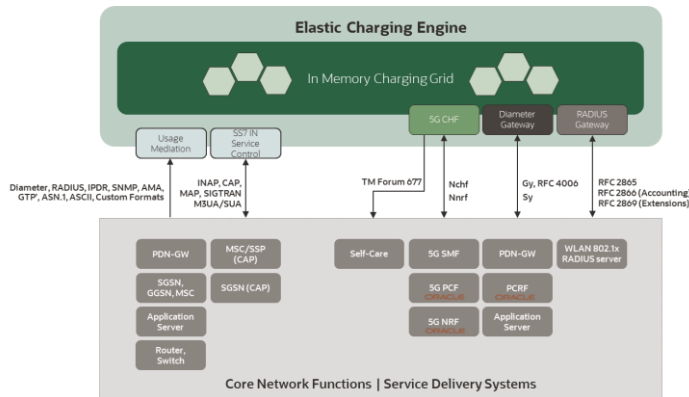 Elastic Charging Engine
In Memory Charging Grid
Usage
Mediation
SS7 IN
Service
Control
5G CHF
Diameter
Gateway
RADIUS
Gateway
Diameter, RADIUS, IPDR, SNMP, AMA,
GTP', ASN.1, ASCII, Custom Formats
INAP, CAP,
MAP, SIGTRAN
M3UA/SUA
TM Forum 677
Nchf
Nnrf
Gy, RFC 4006
Sy
RFC 2865
RFC 2866 (Accounting)
RFC 2869 (Extensions)
PDN-GW
SGSN,
GGSN, MSC
Application
Server
Router,
Switch
MSC/SSP
(CAP)
SGSN (CAP)
Self-Care
5G SMF
5G PCF
ORACLE
5G NRF
ORACLE
PDN-GW
PCRF
ORACLE
Application
Server
WLAN 802.1x
RADIUS server
Core Network Functions | Service Delivery Systems